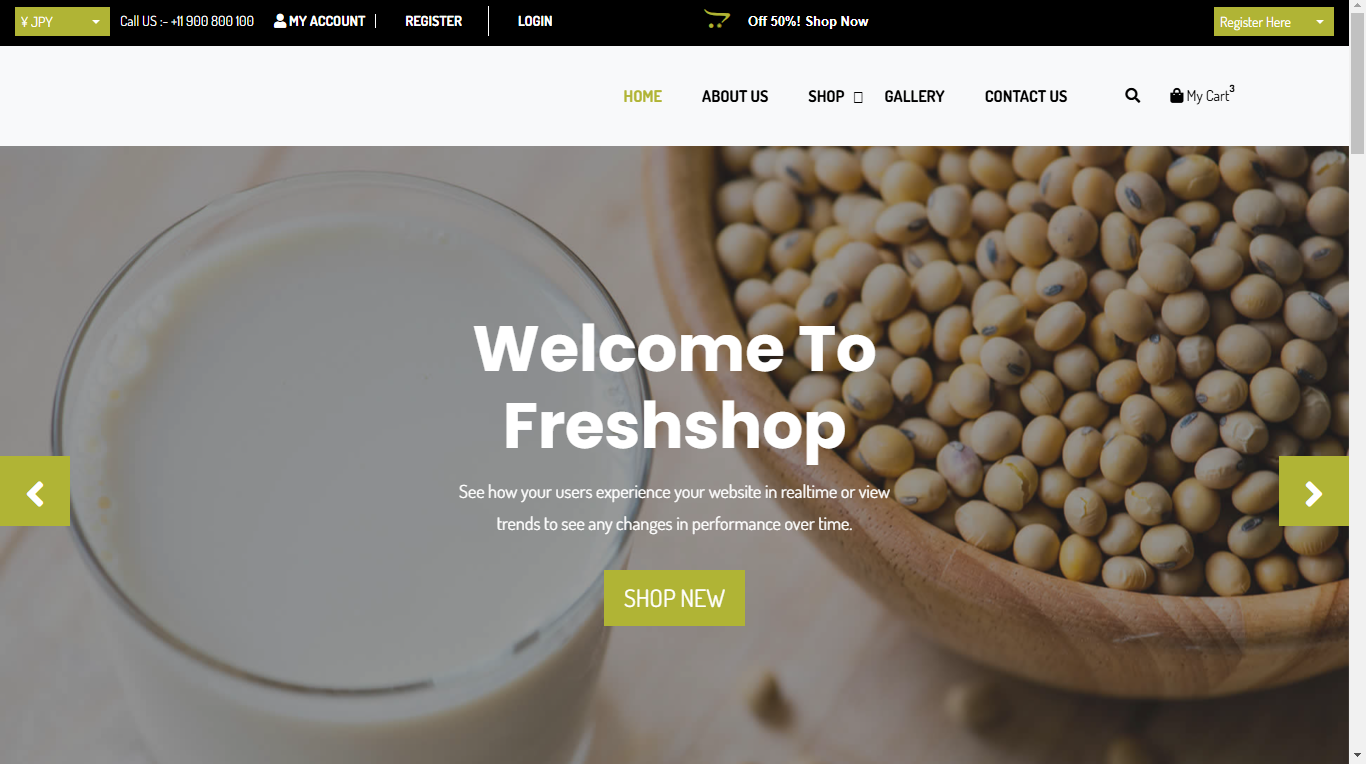 ¥ JPY
Call US :- +11 900 800 100
MY ACCOUNT
REGISTER
LOGIN
Off 50%! Shop Now
Register Here
HOME
ABOUT US
SHOP
GALLERY
CONTACT US
My Cart 3
Welcome To
Freshshop
See how your users experience your website in realtime or view
trends to see any changes in performance over time.
SHOP NEW